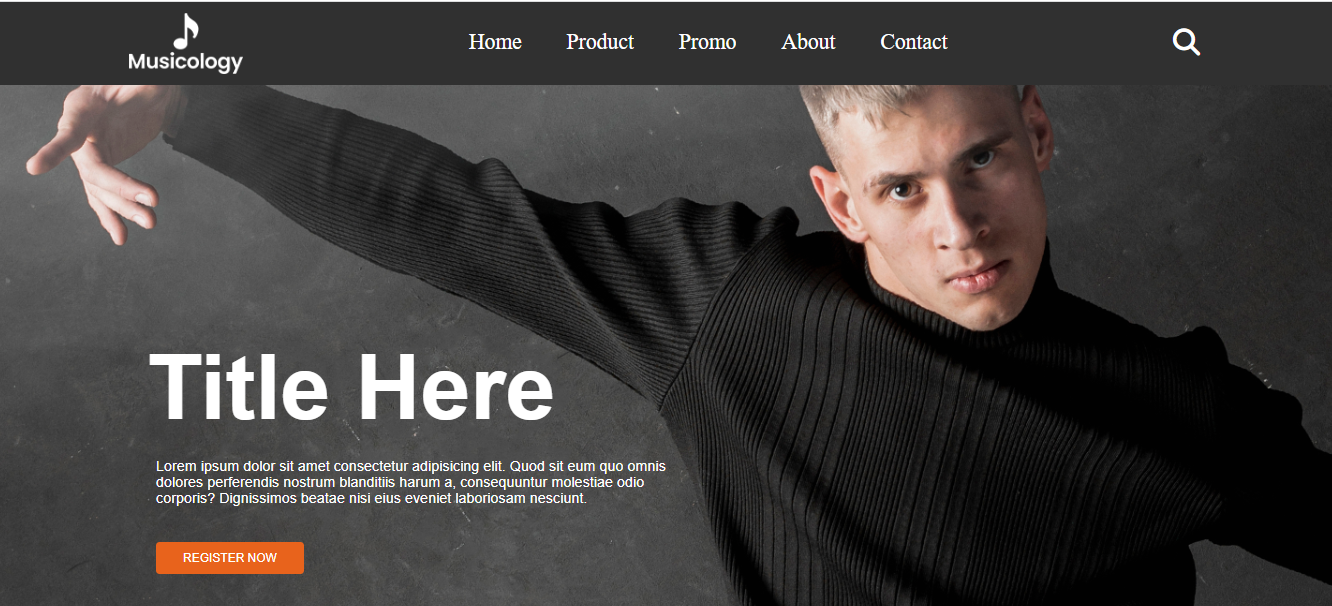 Musicology
Home Product Promo About Contact
Title Here
Lorem ipsum dolor sit amet consectetur adipisicing elit. Quod sit eum quo omnis
dolores perferendis nostrum blanditiis harum a, consequuntur molestiae odio
corporis? Dignissimos beatae nisi eius eveniet laboriosam nesciunt.
REGISTER NOW